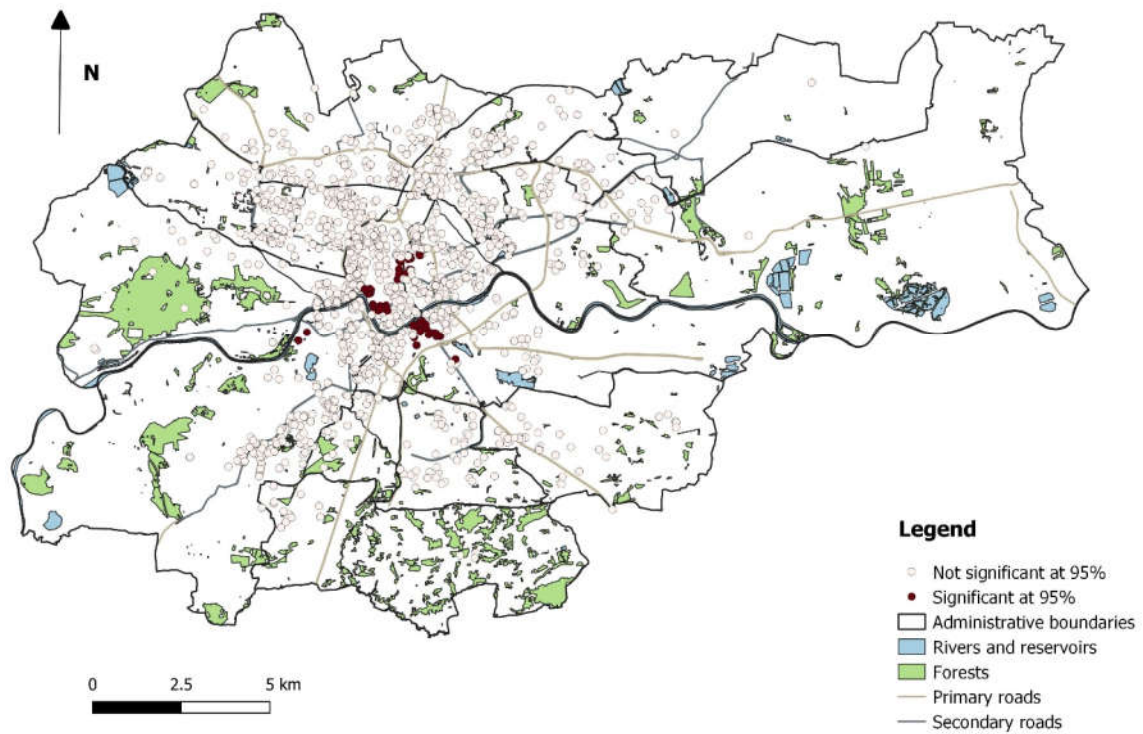 N
Legend
Not significant at 95%
Significant at 95%
Administrative boundaries
Rivers and reservoirs
Forests
Primary roads
Secondary roads
0 2.5 5 km